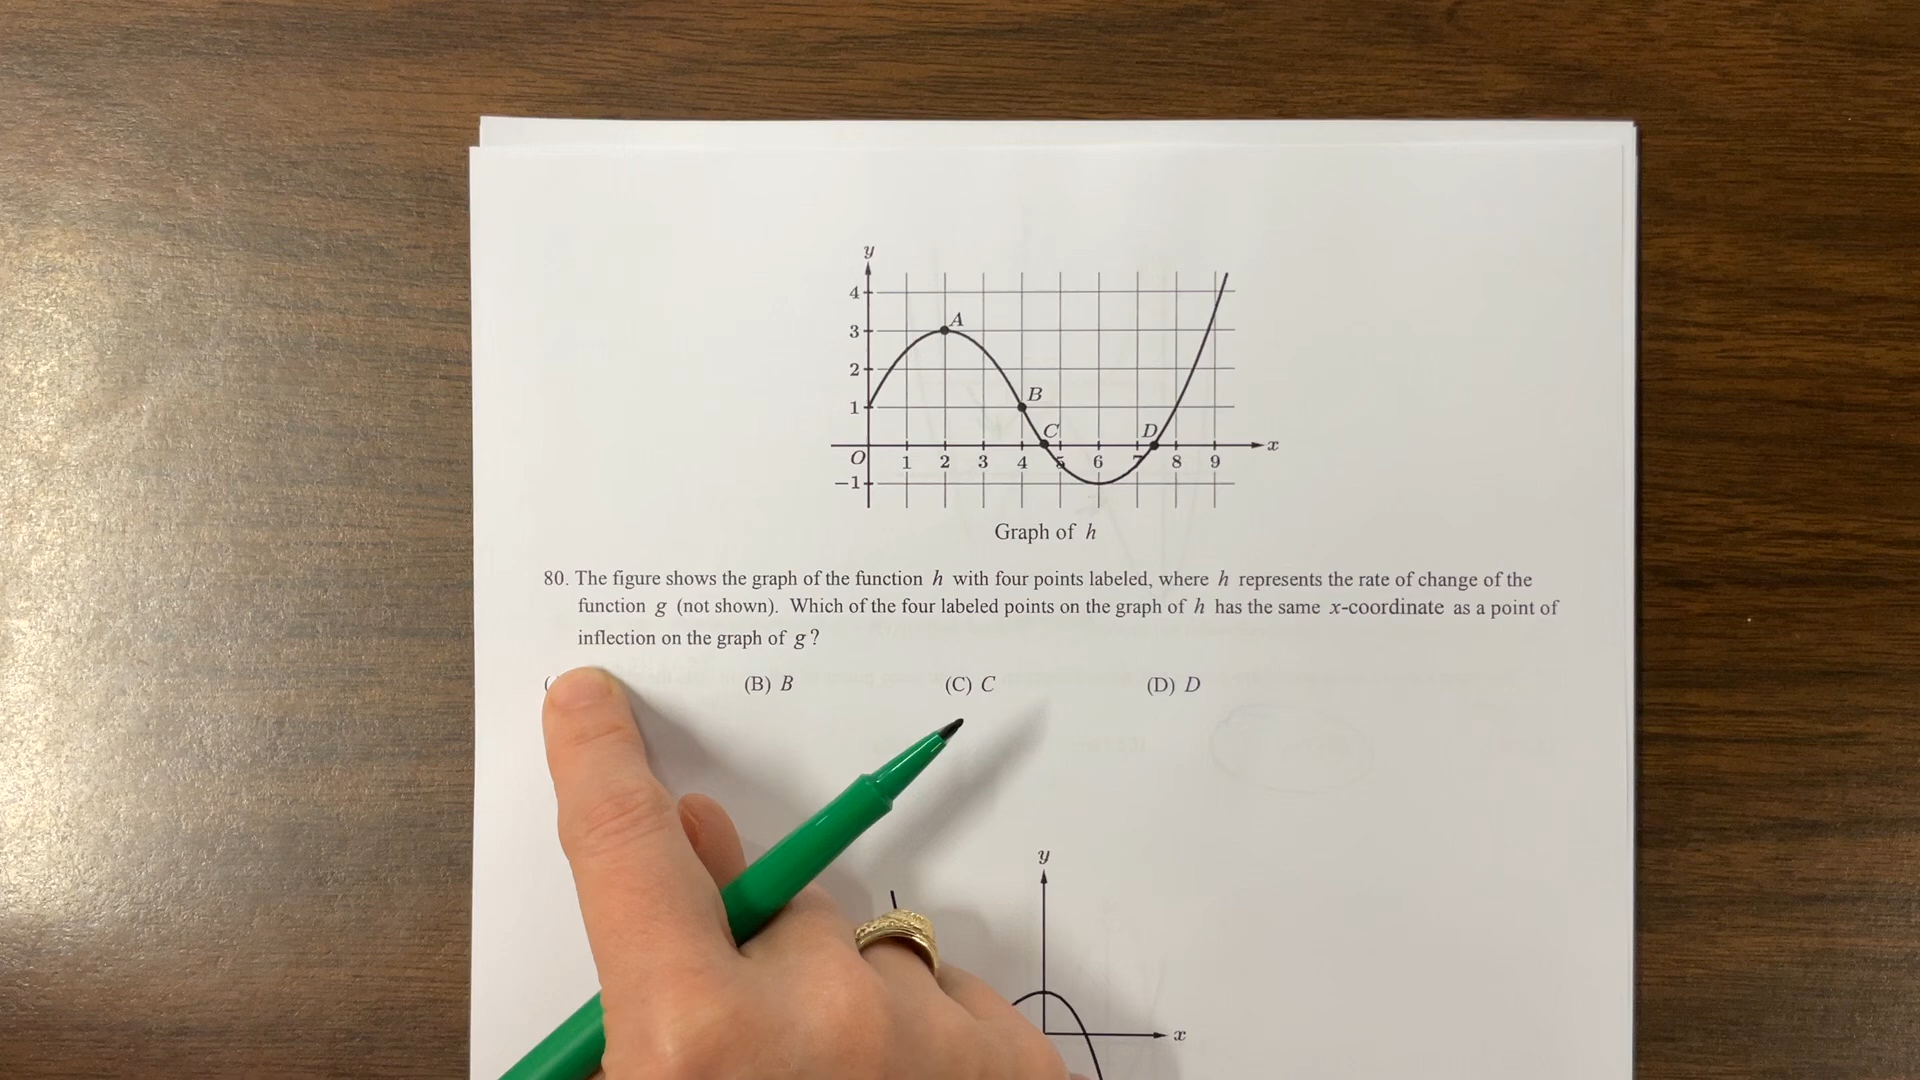 y
4
3
A
2
B
1
C
D
x
O
1 2 3 4 5 6 7 8 9
−1
Graph of h
80. The figure shows the graph of the function h with four points labeled, where h represents the rate of change of the
function g (not shown). Which of the four labeled points on the graph of h has the same x-coordinate as a point of
inflection on the graph of g?
(B) B (C) C (D) D
y
x